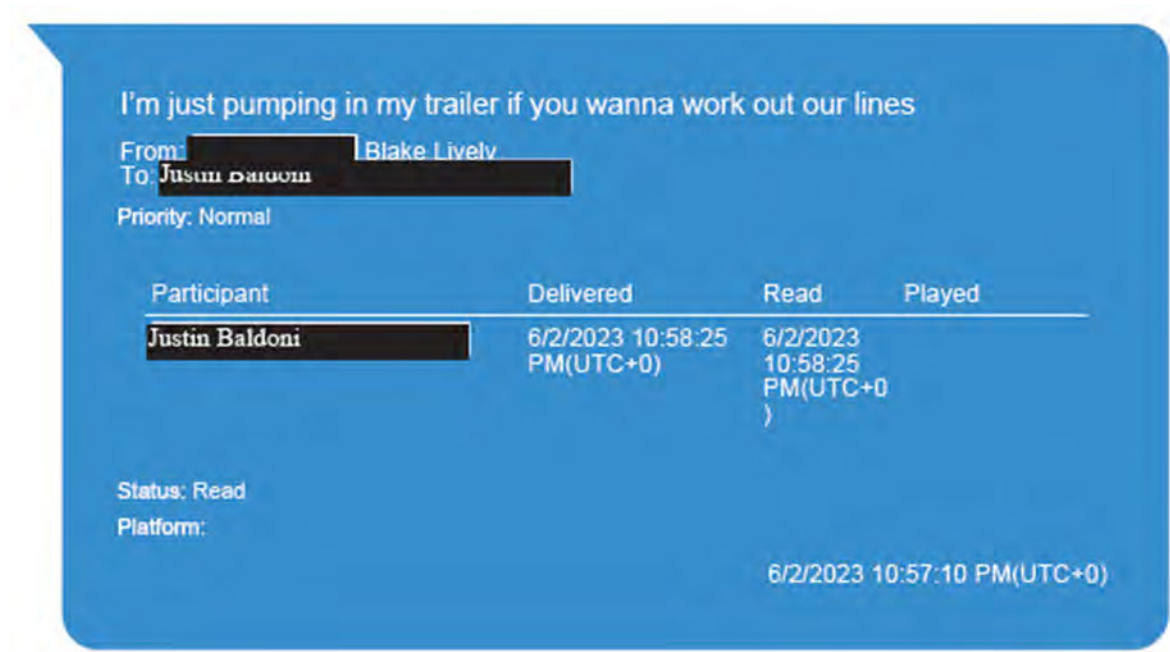 I'm just pumping in my trailer if you wanna work out our lines
From: Blake Lively
To: Justin Baldoni
Priority: Normal
Participant Delivered Read Played
Justin Baldoni 6/2/2023 10:58:25 6/2/2023
PM(UTC+0) 10:58:25
PM(UTC+0
)
Status: Read
Platform:
6/2/2023 10:57:10 PM(UTC+0)